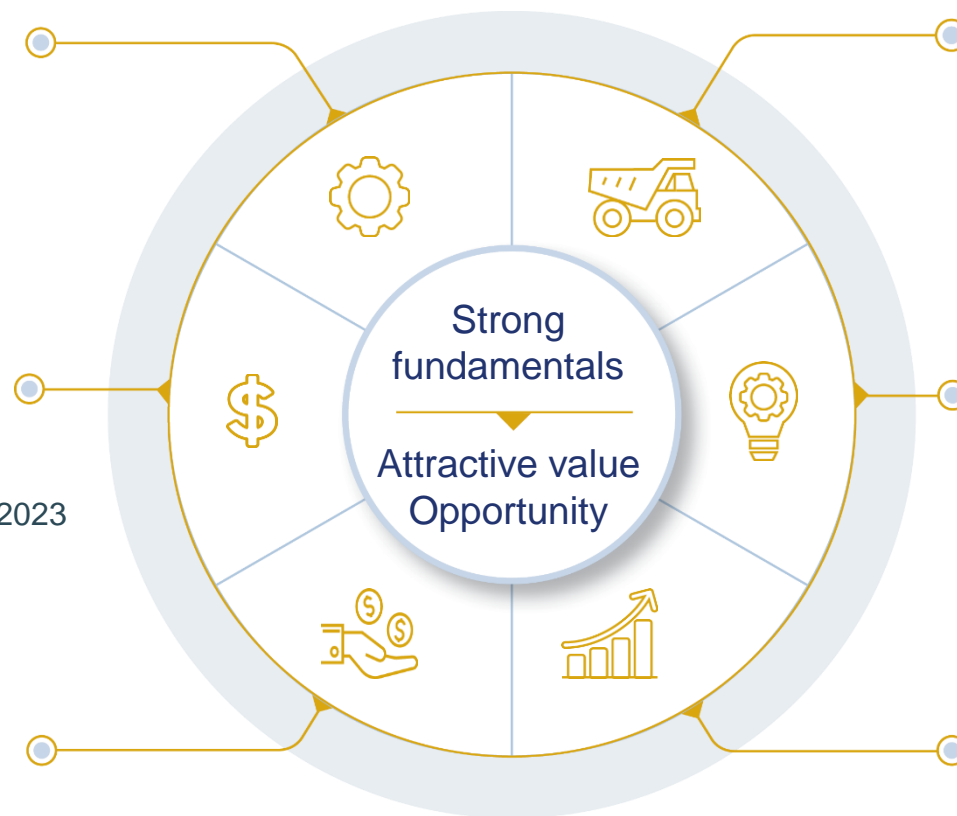 Strong
fundamentals
Attractive value
Opportunity
2023
$
$
$